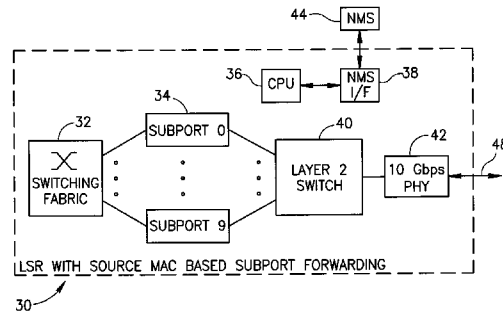 44
NMS
36
CPU
NMS
I/F
38
32
34
SUBPORT 0
40
42
48
SWITCHING
FABRIC
LAYER 2
SWITCH
10 Gbps
PHY
SUBPORT 9
LSR WITH SOURCE MAC BASED SUBPORT FORWARDING
30